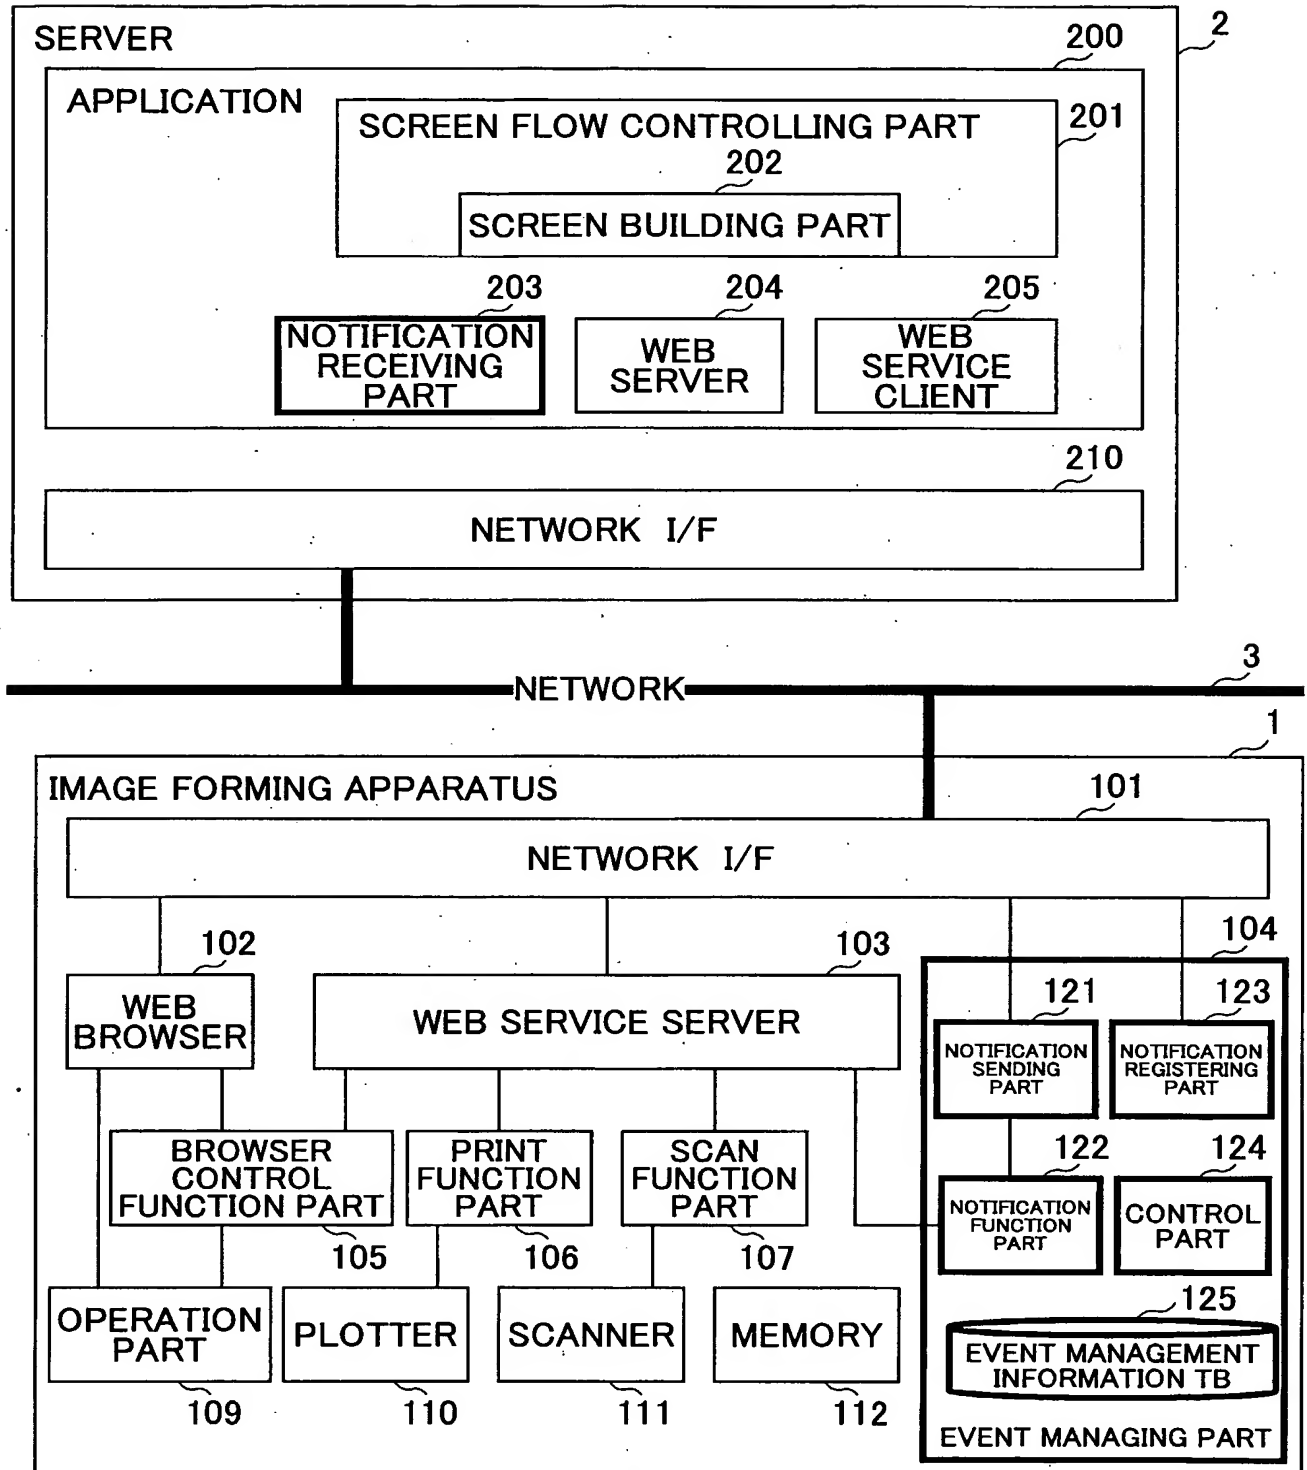 SERVER
2
200
APPLICATION
201
SCREEN FLOW CONTROLLING PART
202
SCREEN BUILDING PART
203
204
205
NOTIFICATION
RECEIVING
PART
WEB
SERVER
WEB
SERVICE
CLIENT
210
NETWORK I/F
NETWORK
3
1
IMAGE FORMING APPARATUS
101
NETWORK I/F
102
103
104
WEB
BROWSER
WEB SERVICE SERVER
121
123
NOTIFICATION
SENDING
PART
NOTIFICATION
REGISTERING
PART
BROWSER
CONTROL
FUNCTION PART
PRINT
FUNCTION
PART
SCAN
FUNCTION
PART
122
124
NOTIFICATION
FUNCTION
PART
CONTROL
PART
105
106
107
OPERATION
PART
PLOTTER
SCANNER
MEMORY
125
EVENT MANAGEMENT
INFORMATION TB
109
110
111
112
EVENT MANAGING PART